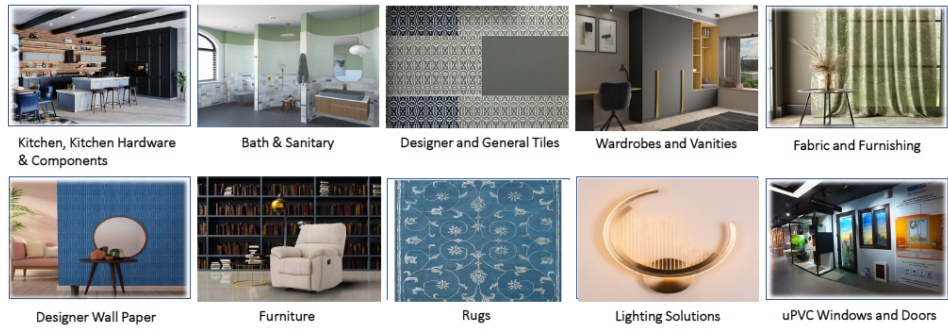 Kitchen, Kitchen Hardware
& Components
Bath & Sanitary
Designer and General Tiles
Wardrobes and Vanities
Fabric and Furnishing
Designer Wall Paper
Furniture
Rugs
Lighting Solutions
uPVC Windows and Doors